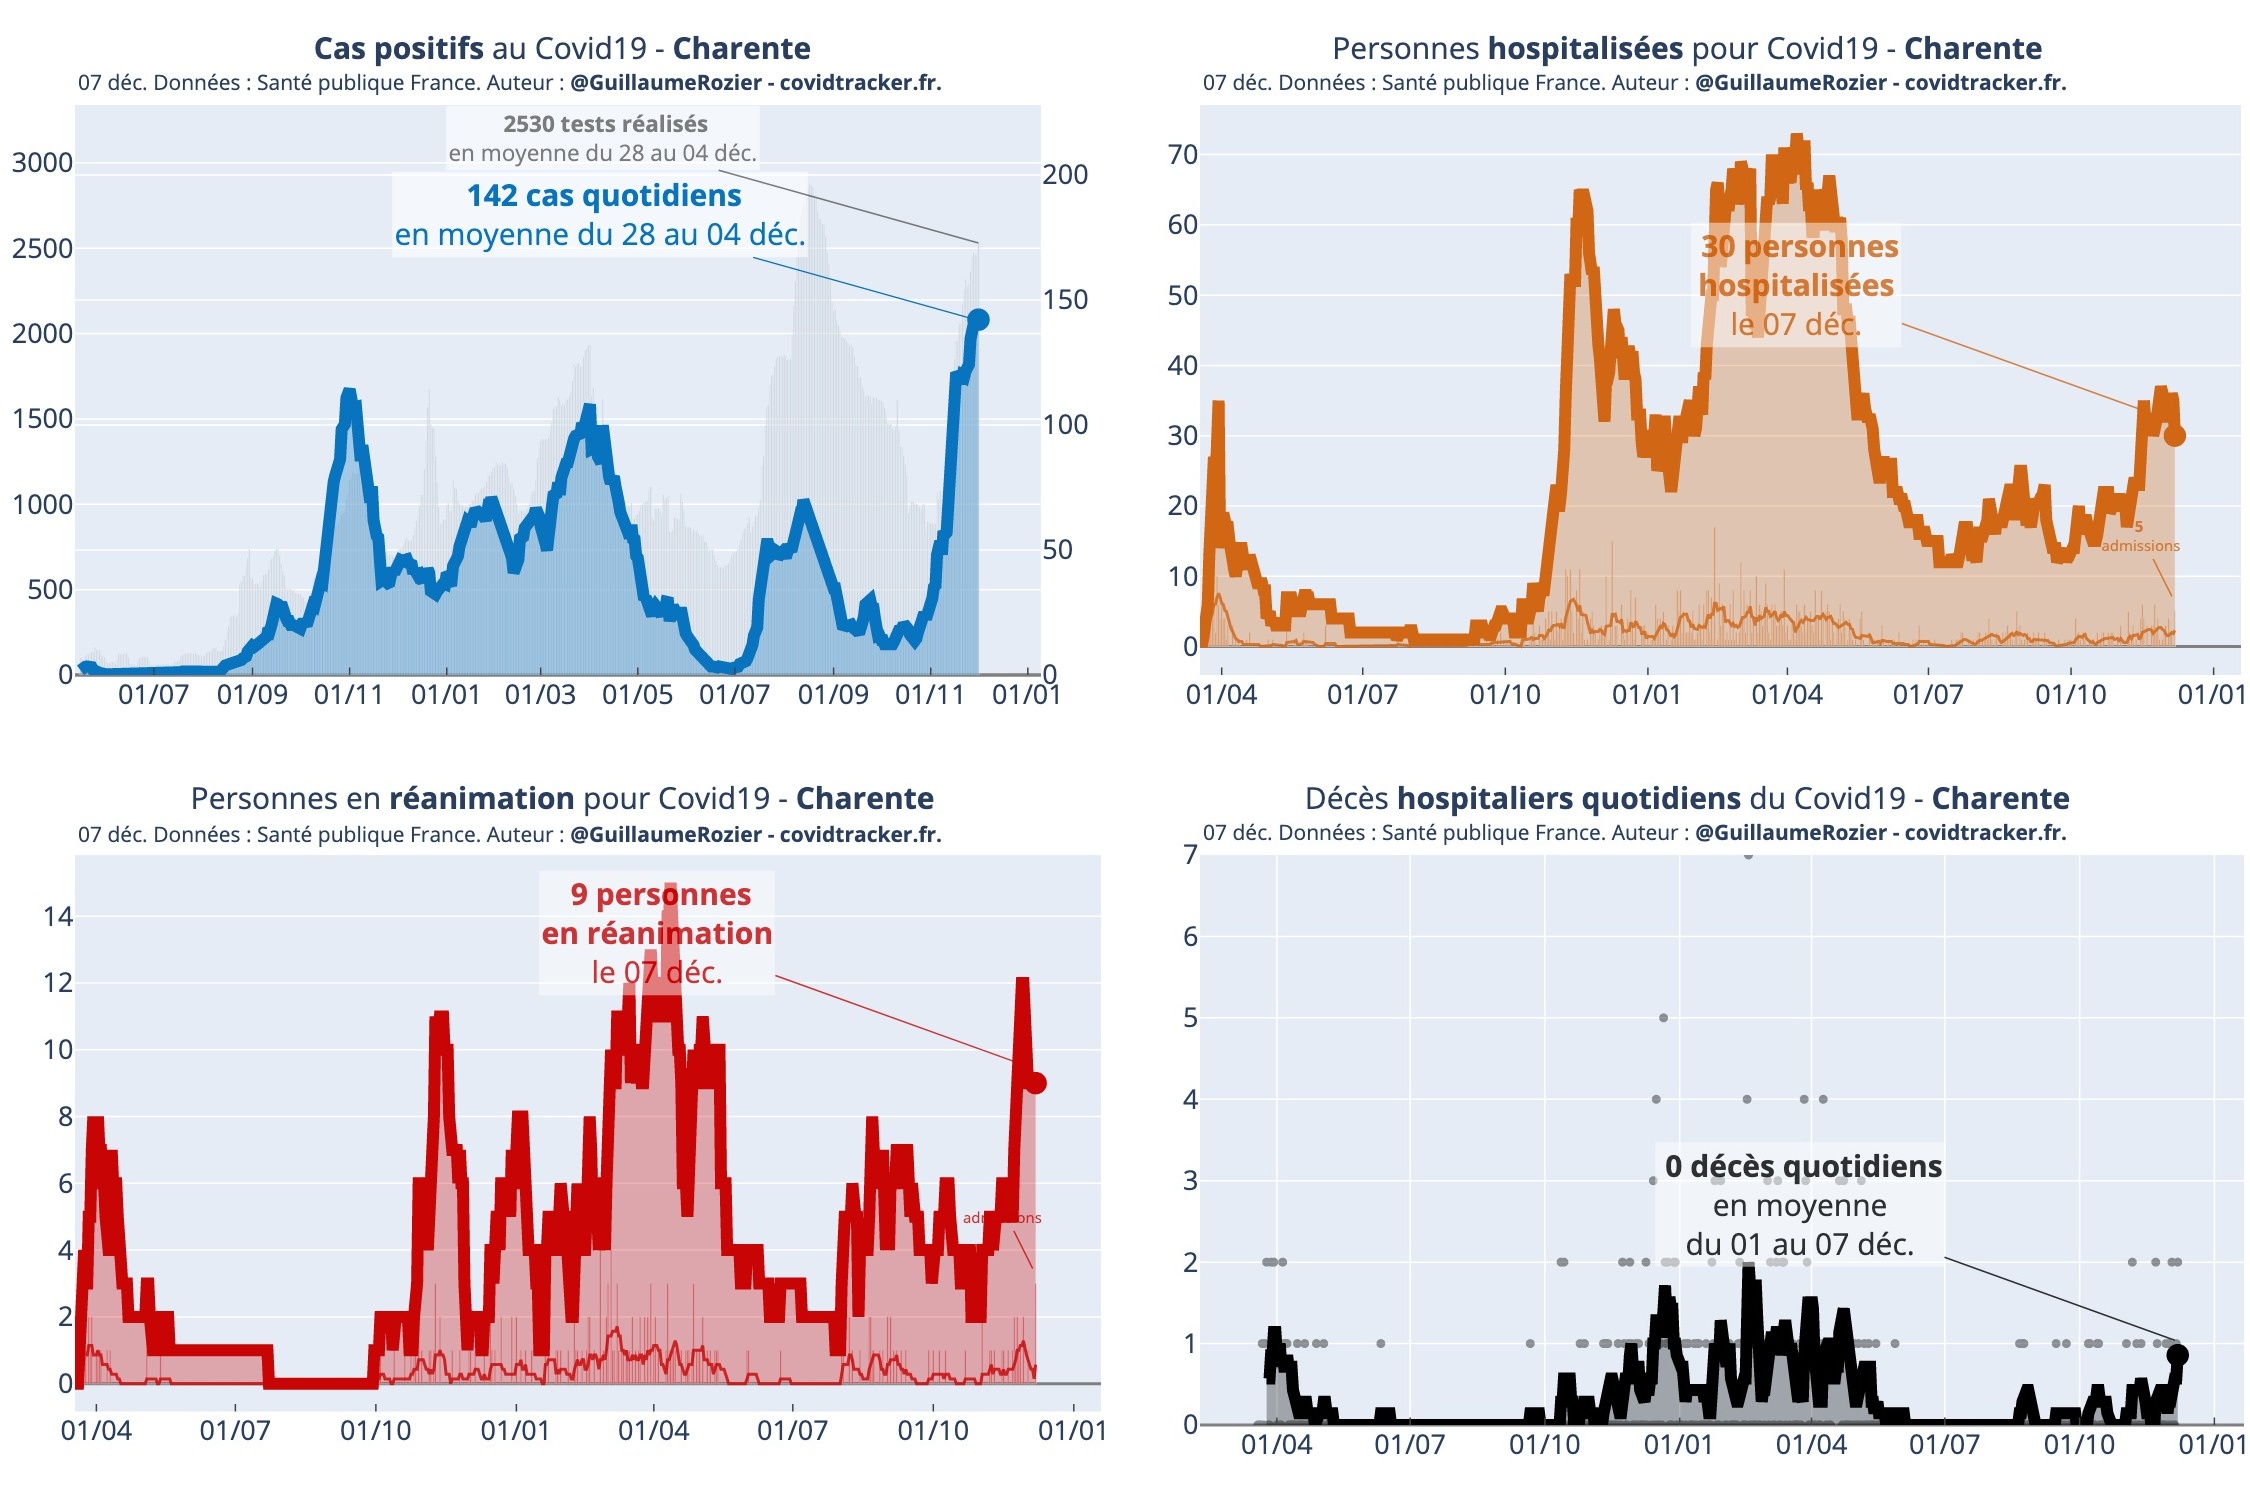 Cas positifs au Covid19 - Charente
07 déc. Données : Santé publique France. Auteur : @GuillaumeRozier - covidtracker.fr.
2530 tests réalisés
en moyenne du 28 au 04 déc.
142 cas quotidiens
en moyenne du 28 au 04 déc.
3000
2500
2000
1500
1000
500
0
200
150
100
50
0
01/07 01/09 01/11 01/01 01/03 01/05 01/07 01/09 01/11 01/01
Personnes hospitalisées pour Covid19 - Charente
07 déc. Données : Santé publique France. Auteur : @GuillaumeRozier - covidtracker.fr.
30 personnes
hospitalisées
le 07 déc.
5
admissions
70
60
50
40
30
20
10
0
01/04 01/07 01/10 01/01 01/04 01/07 01/10 01/01
Personnes en réanimation pour Covid19 - Charente
07 déc. Données : Santé publique France. Auteur : @GuillaumeRozier - covidtracker.fr.
9 personnes
en réanimation
le 07 déc.
14
12
10
8
6
4
2
0
01/04 01/07 01/10 01/01 01/04 01/07 01/10 01/01
Décès hospitaliers quotidiens du Covid19 - Charente
07 déc. Données : Santé publique France. Auteur : @GuillaumeRozier - covidtracker.fr.
0 décès quotidiens
en moyenne
du 01 au 07 déc.
7
6
5
4
3
2
1
0
01/04 01/07 01/10 01/01 01/04 01/07 01/10 01/01